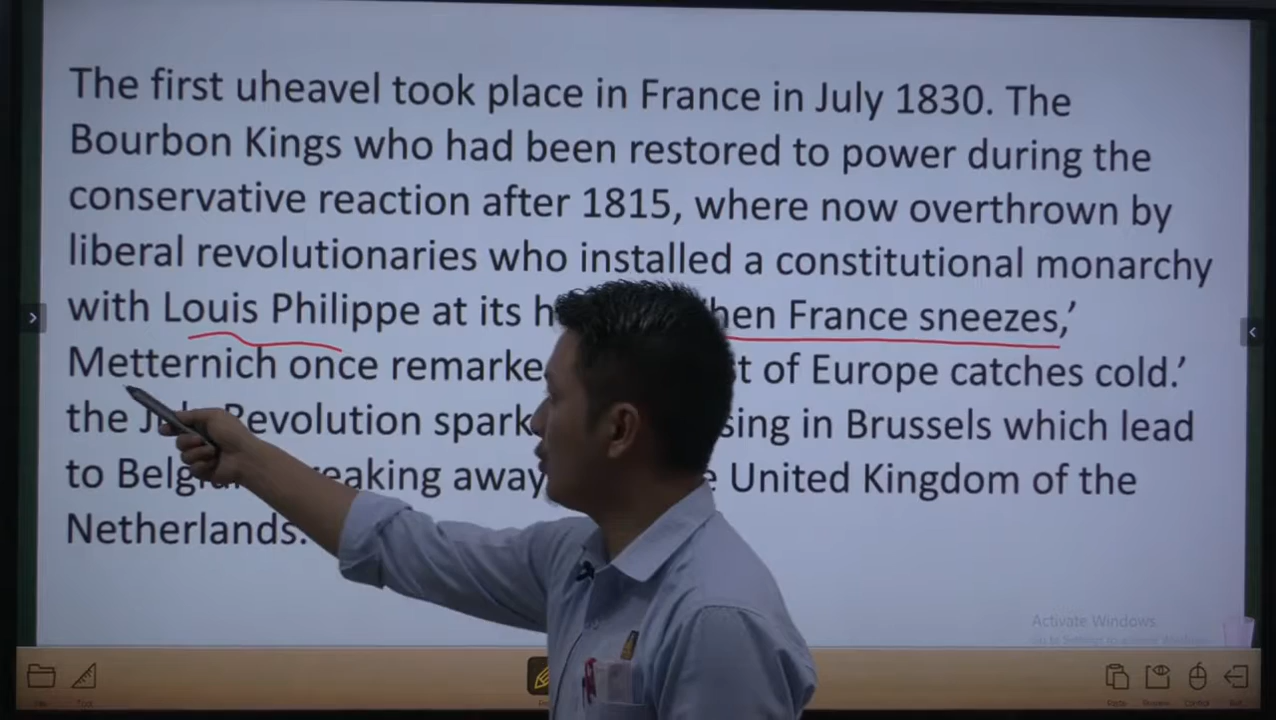 The first uheavel took place in France in July 1830. The
Bourbon Kings who had been restored to power during the
conservative reaction after 1815, where now overthrown by
liberal revolutionaries who installed a constitutional monarchy
with Louis Philippe at its France sneezes,’
Metternich once of Europe catches cold.’
the Revolution in Brussels which lead
to away United Kingdom of the
Netherlands.
Activate Windows